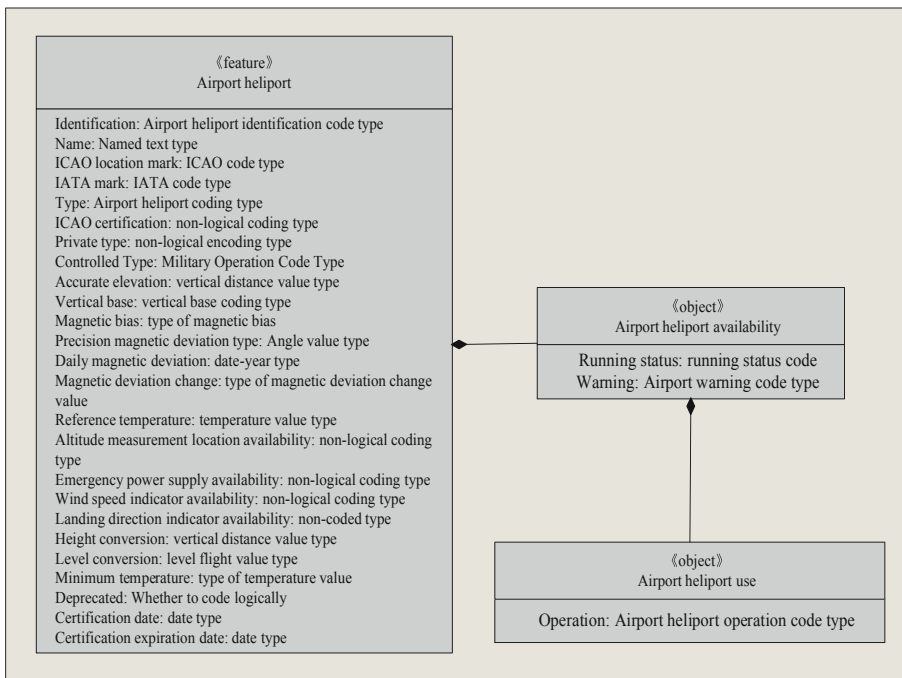 《feature》
Airport heliport
Identification: Airport heliport identification code type
Name: Named text type
ICAO location mark: ICAO code type
IATA mark: IATA code type
Type: Airport heliport coding type
ICAO certification: non-logical coding type
Private type: non-logical encoding type
Controlled Type: Military Operation Code Type
Accurate elevation: vertical distance value type
Vertical base: vertical base coding type
Magnetic bias: type of magnetic bias
Precision magnetic deviation type: Angle value type
Daily magnetic deviation: date-year type
Magnetic deviation change: type of magnetic deviation change
value
Reference temperature: temperature value type
Altitude measurement location availability: non-logical coding
type
Emergency power supply availability: non-logical coding type
Wind speed indicator availability: non-logical coding type
Landing direction indicator availability: non-coded type
Height conversion: vertical distance value type
Level conversion: level flight value type
Minimum temperature: type of temperature value
Deprecated: Whether to code logically
Certification date: date type
Certification expiration date: date type
《object》
Airport heliport availability
Running status: running status code
Warning: Airport warning code type
《object》
Airport heliport use
Operation: Airport heliport operation code type